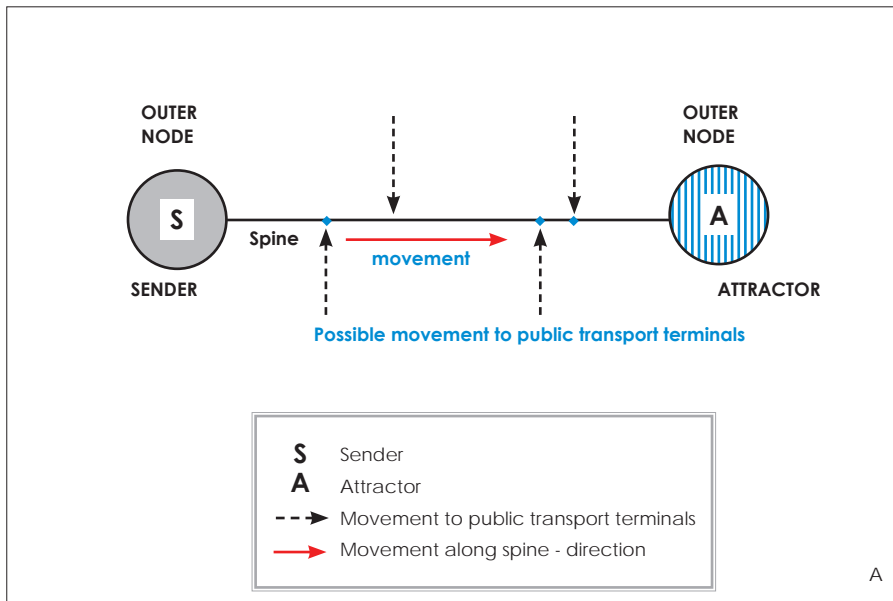 OUTER
NODE
OUTER
NODE
S
A
Spine
movement
SENDER
ATTRACTOR
Possible movement to public transport terminals
S Sender
A Attractor
Movement to public transport terminals
Movement along spine - direction
A